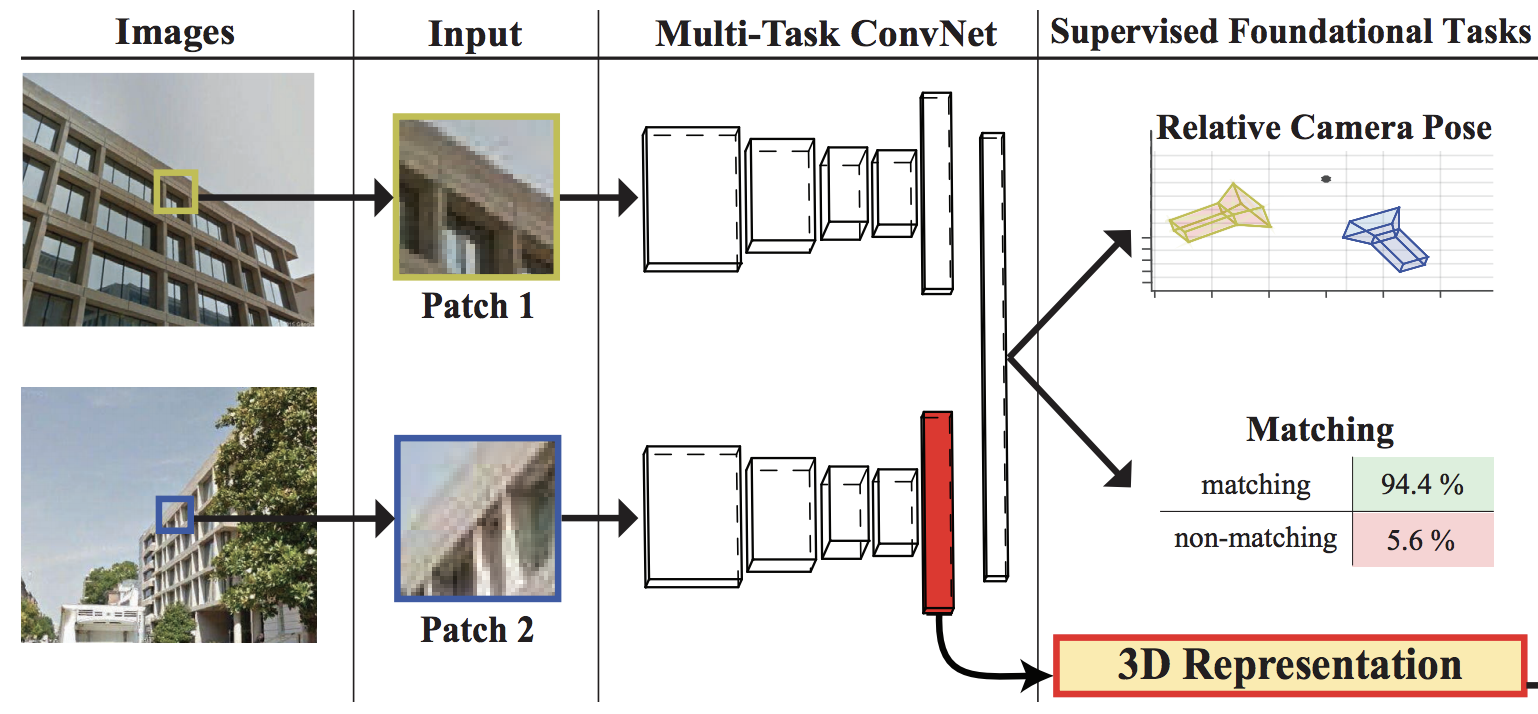 Images
Input
Multi-Task ConvNet
Supervised Foundational Tasks
Relative Camera Pose
Patch 1
Matching
matching
94.4 %
non-matching
5.6 %
Patch 2
3D Representation